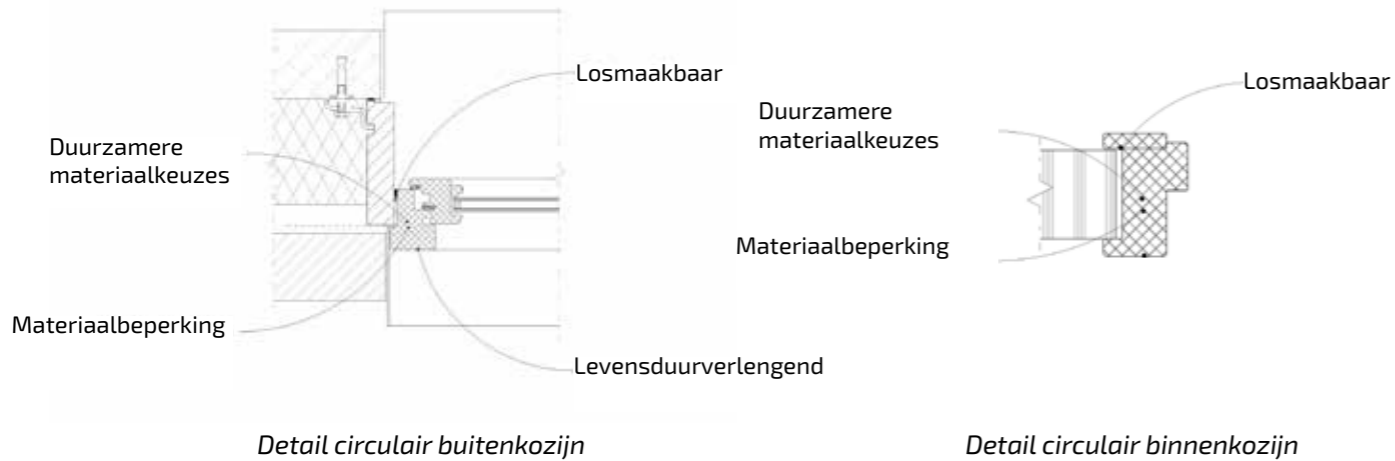 Losmaakbaar
Duurzamere
materiaalkeuzes
Materiaalbeperking
Levensduurverlengend
Detail circulair buitenkozijn
Losmaakbaar
Duurzamere
materiaalkeuzes
Materiaalbeperking
Detail circulair binnenkozijn